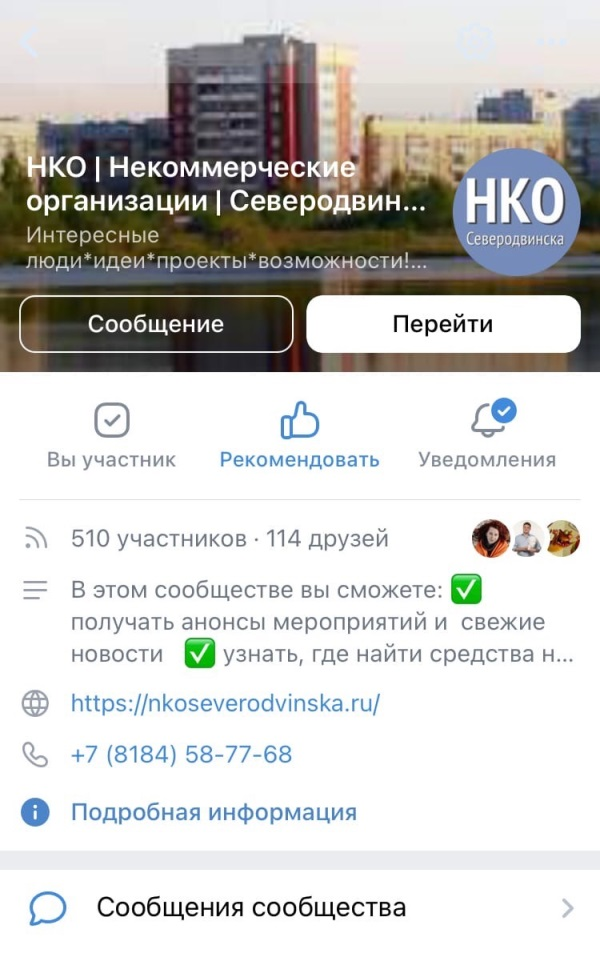 НКО | Некоммерческие
организации | Северодвин...
Интересные
люди*идеи*проекты*возможности!...
НКО
Северодвинска
Сообщение
Перейти
Вы участник
Рекомендовать
Уведомления
510 участников · 114 друзей
В этом сообществе вы сможете: ✅
получать анонсы мероприятий и свежие
новости ✅ узнать, где найти средства н...
https://nkoseverodvinska.ru/
+7 (8184) 58-77-68
Подробная информация
Сообщения сообщества